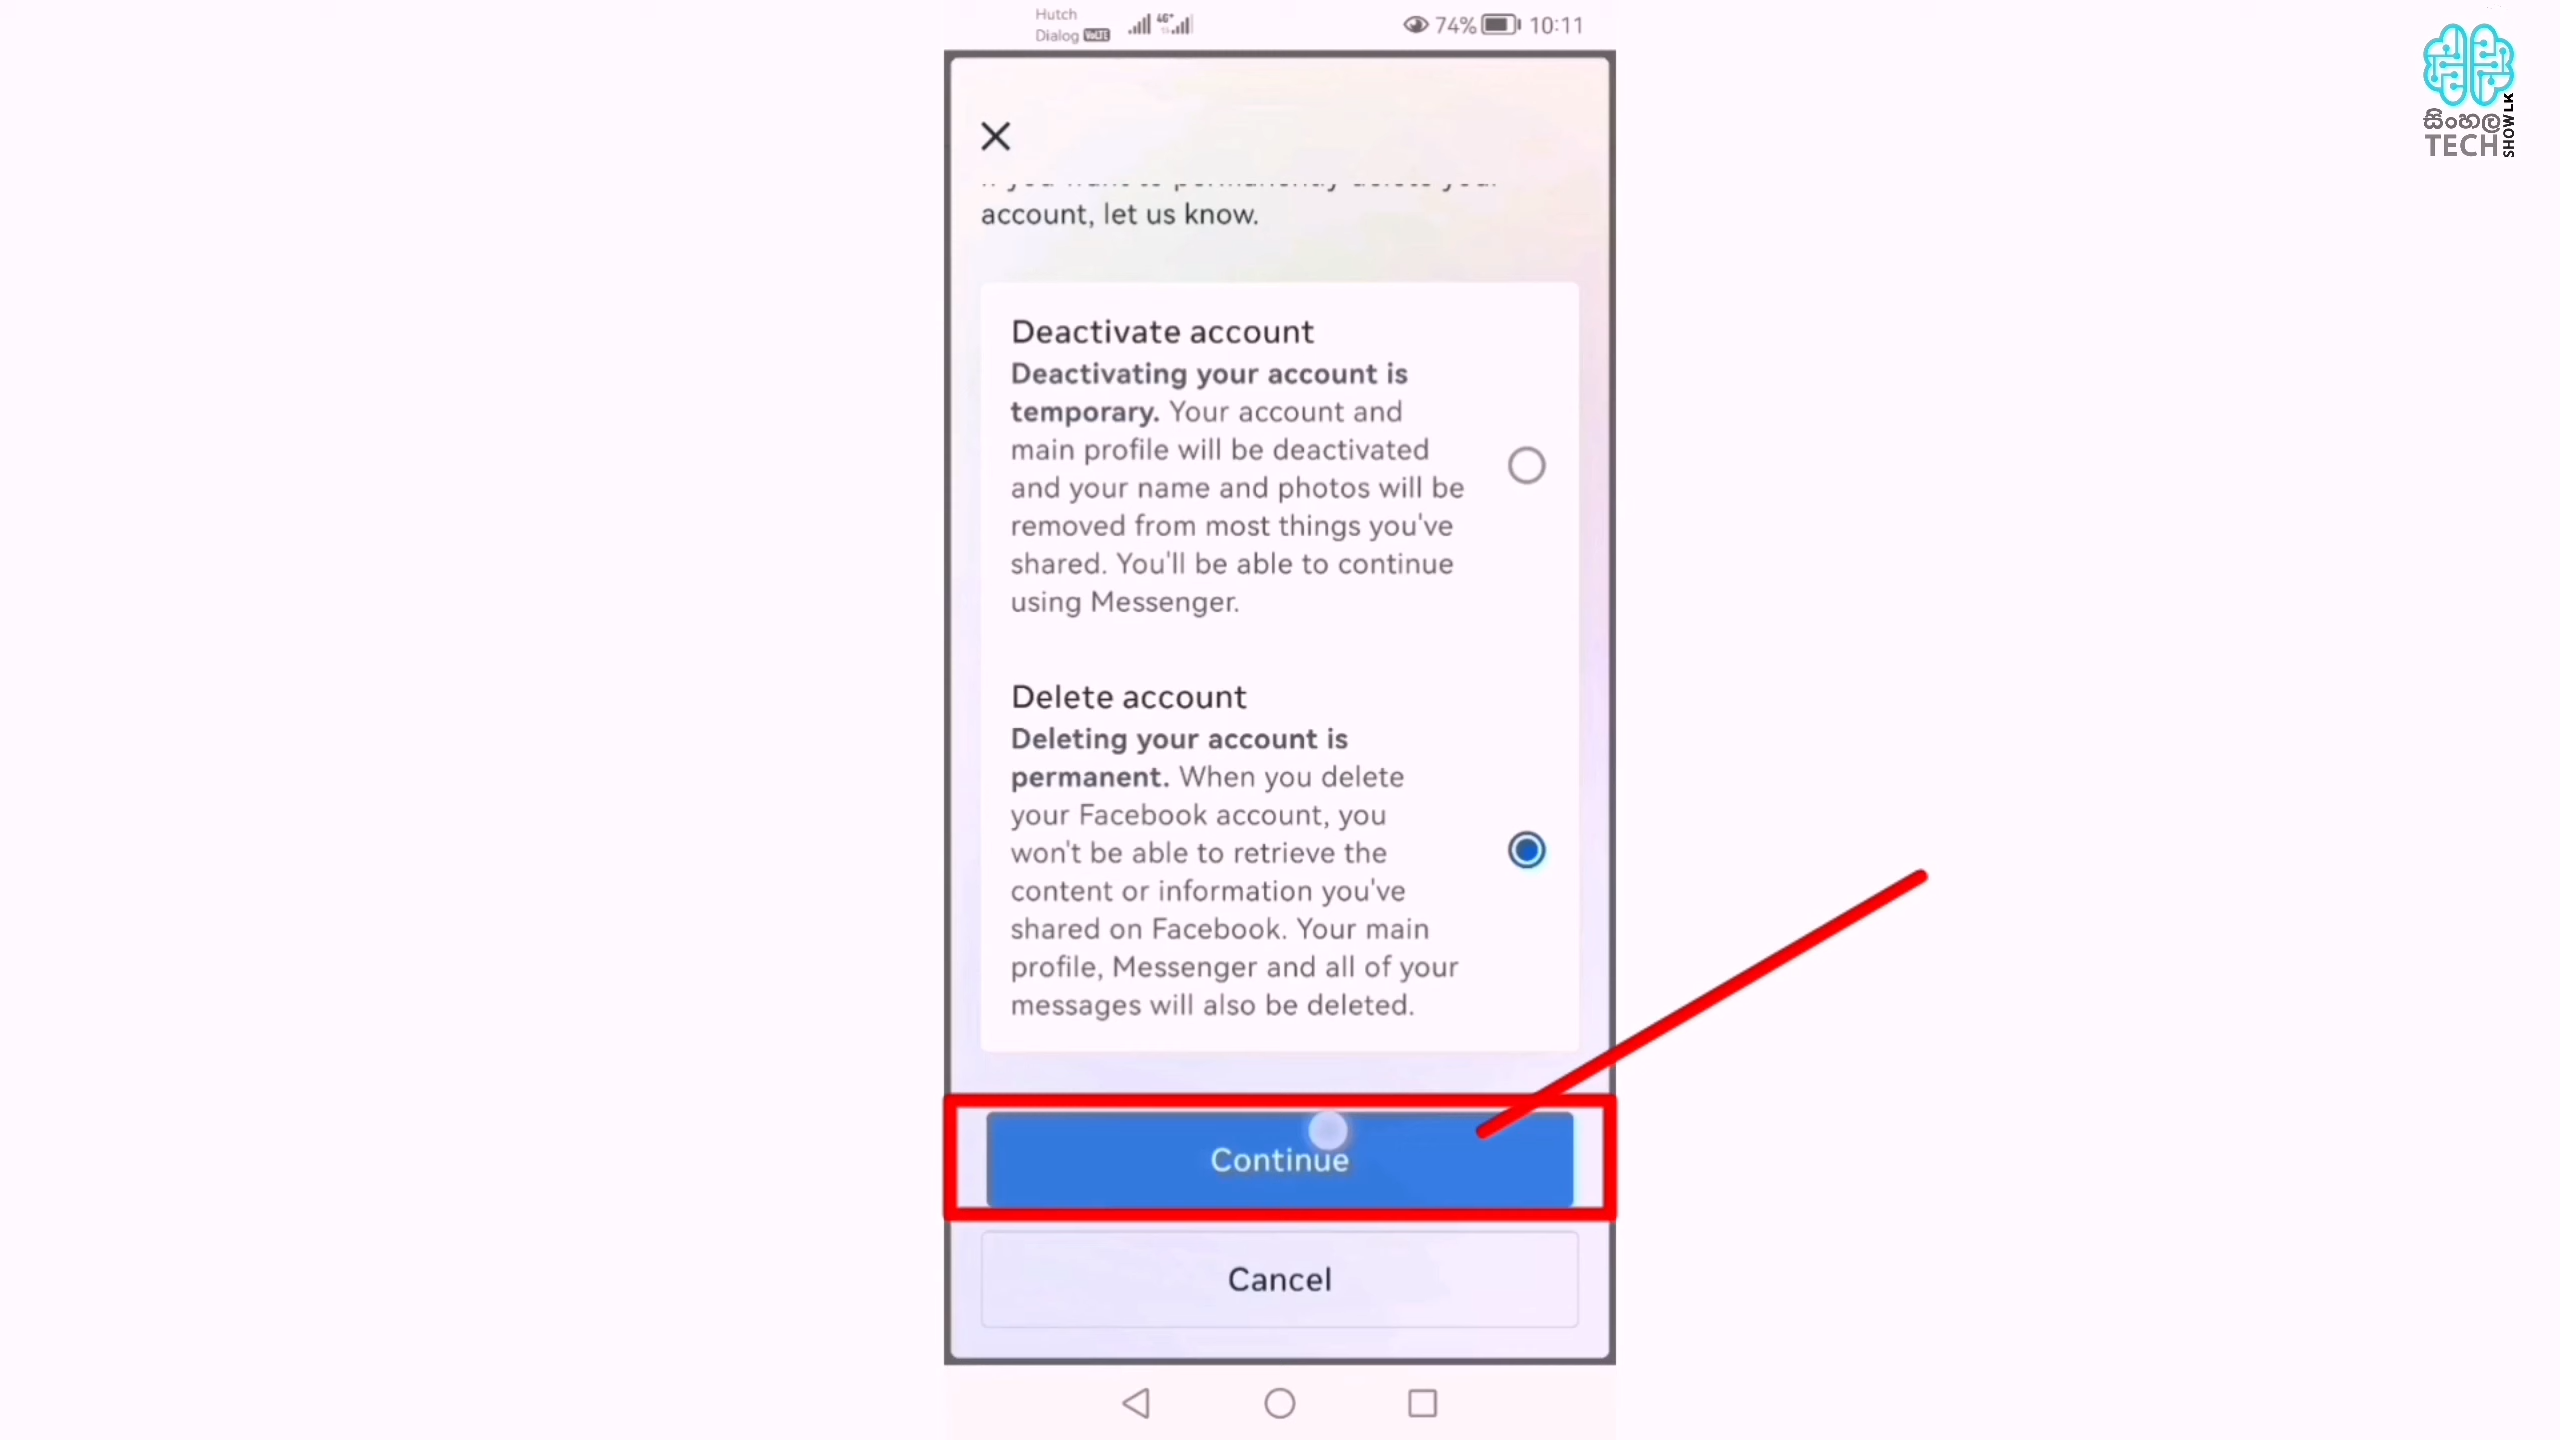 Hutch
Dialog VoLTE
4G+
74%
10:11
සිංහල
TECH
SHOW LK
account, let us know.
Deactivate account
Deactivating your account is
temporary. Your account and
main profile will be deactivated
and your name and photos will be
removed from most things you've
shared. You'll be able to continue
using Messenger.
Delete account
Deleting your account is
permanent. When you delete
your Facebook account, you
won't be able to retrieve the
content or information you've
shared on Facebook. Your main
profile, Messenger and all of your
messages will also be deleted.
Continue
Cancel